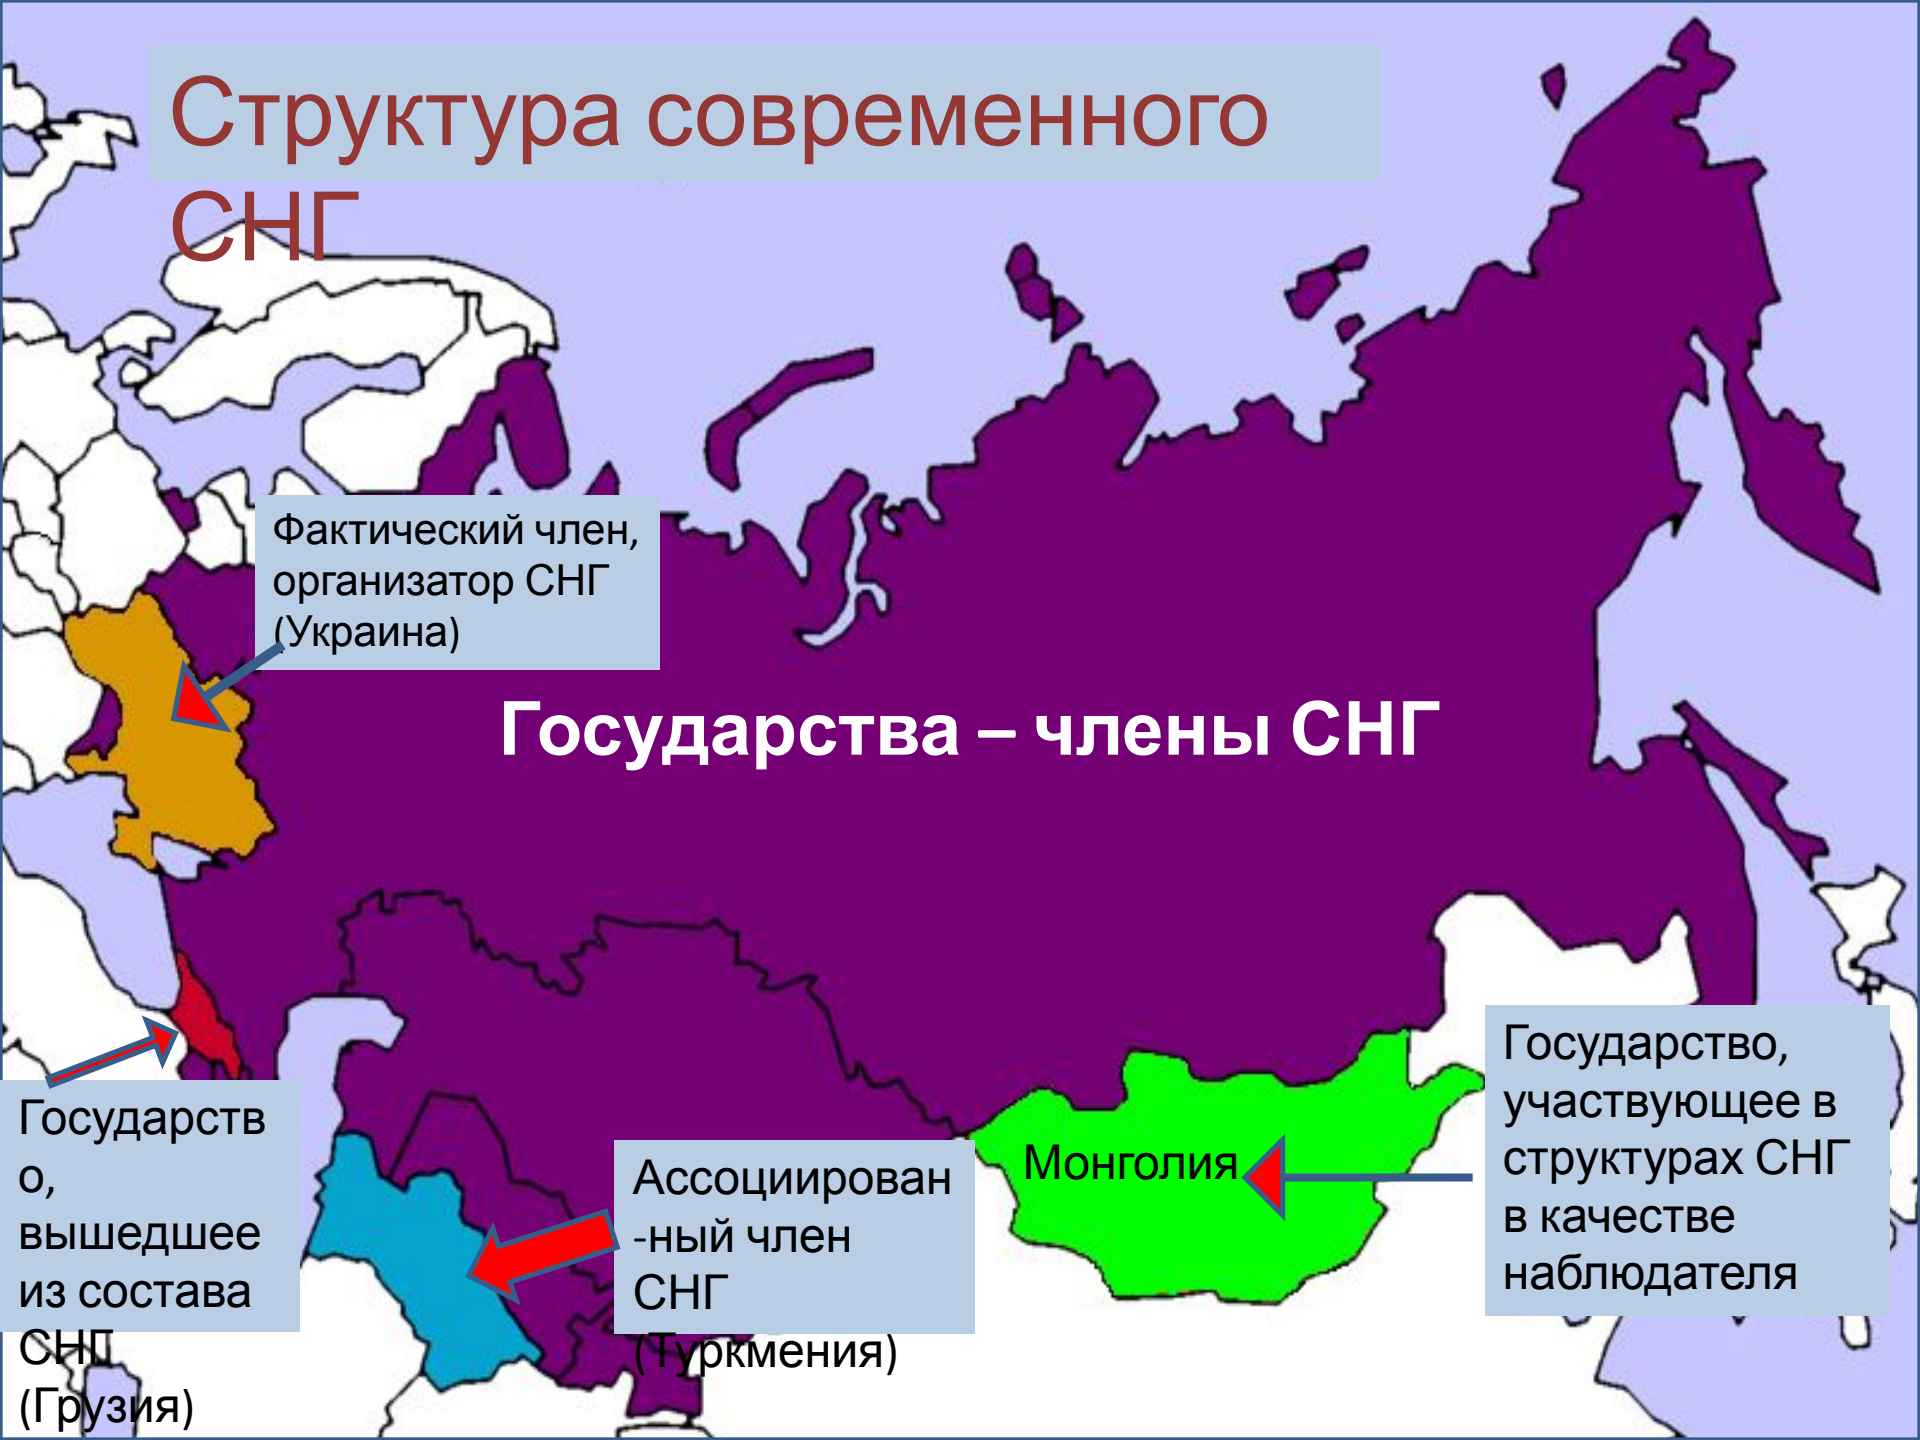 Структура современного
СНГ
Фактический член,
организатор СНГ
(Украина)
Государства – члены СНГ
Государство,
участвующее в
структурах СНГ
в качестве
наблюдателя
Монголия
Государств
о,
вышедшее
из состава
СНГ
(Грузия)
Ассоциирован
-ный член
СНГ
(Туркмения)